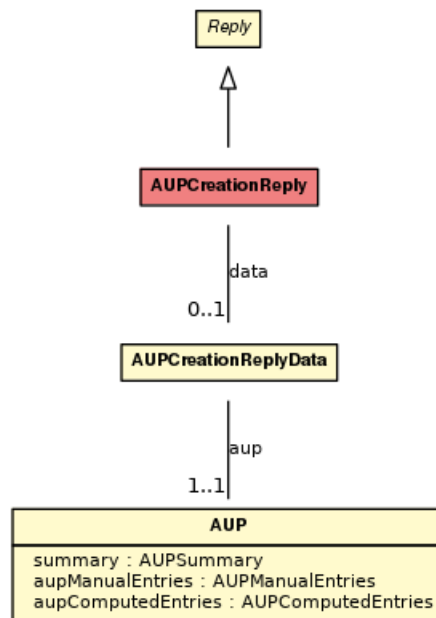 Reply
AUPCreationReply
data
0..1
AUPCreationReplyData
aup
1..1
AUP
summary : AUPSummary
aupManualEntries : AUPManualEntries
aupComputedEntries : AUPComputedEntries